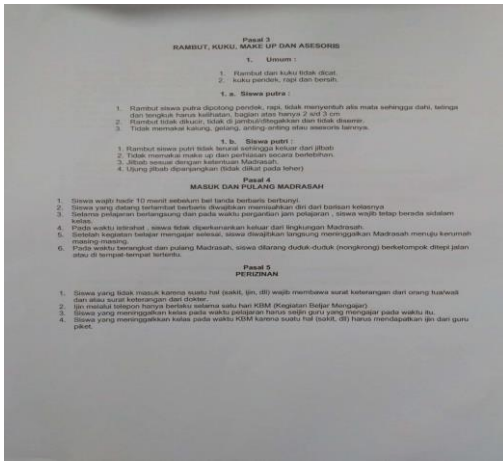 Pasal 3
RAMBUT, KUKU, MAKE UP DAN ASESORIS
1. Umum :
1. Rambut dan kuku tidak dicat.
2. kuku pendek, rapi dan bersih.
1. a. Siswa putra :
1. Rambut siswa putra dipotong pendek, rapi, tidak menyentuh alis mata sehingga dahi, telinga
dan tengkuk harus kelihatan, bagian atas hanya 2 s/d 3 cm
2. Rambut tidak dikucir, tidak di jambul/ditegakkan dan tidak disemir.
3. Tidak memakai kalung, gelang, anting-anting atau asesoris lainnya.
1. b. Siswa putri :
1. Rambut siswa putri tidak terurai sehingga keluar dari jilbab
2. Tidak memakai make up dan perhiasan secara berlebihan.
3. Jilbab sesuai dengan ketentuan Madrasah.
4. Ujung jilbab dipanjangkan (tidak diikat pada leher)
Pasal 4
MASUK DAN PULANG MADRASAH
1. Siswa wajib hadir 10 menit sebelum bel tanda berbaris berbunyi.
2. Siswa yang datang terlambat berbaris diwajibkan memisahkan diri dari barisan kelasnya
3. Selama pelajaran berlangsung dan pada waktu pergantian jam pelajaran , siswa wajib tetap berada sidalam
kelas.
4. Pada waktu istirahat , siswa tidak diperkenankan keluar dari lingkungan Madrasah.
5. Setelah kegiatan belajar mengajar selesai, siswa diwajibkan langsung meninggalkan Madrasah menuju kerumah
masing-masing.
6. Pada waktu berangkat dan pulang Madrasah, siswa dilarang duduk-duduk (nongkrong) berkelompok ditepi jalan
atau di tempat-tempat tertentu.
Pasal 5
PERIZINAN
1. Siswa yang tidak masuk karena suatu hal (sakit, ijin, dll) wajib membawa surat keterangan dari orang tua/wali
dan atau surat keterangan dari dokter.
2. Ijin melalui telepon hanya berlaku selama satu hari KBM (Kegiatan Beljar Mengajar)
3. Siswa yang meninggalkan kelas pada waktu pelajaran harus seijin guru yang mengajar pada waktu itu.
4. Siswa yang meninggalkkan kelas pada waktu KBM karena suatu hal (sakit, dll) harus mendapatkan ijin dari guru
piket.